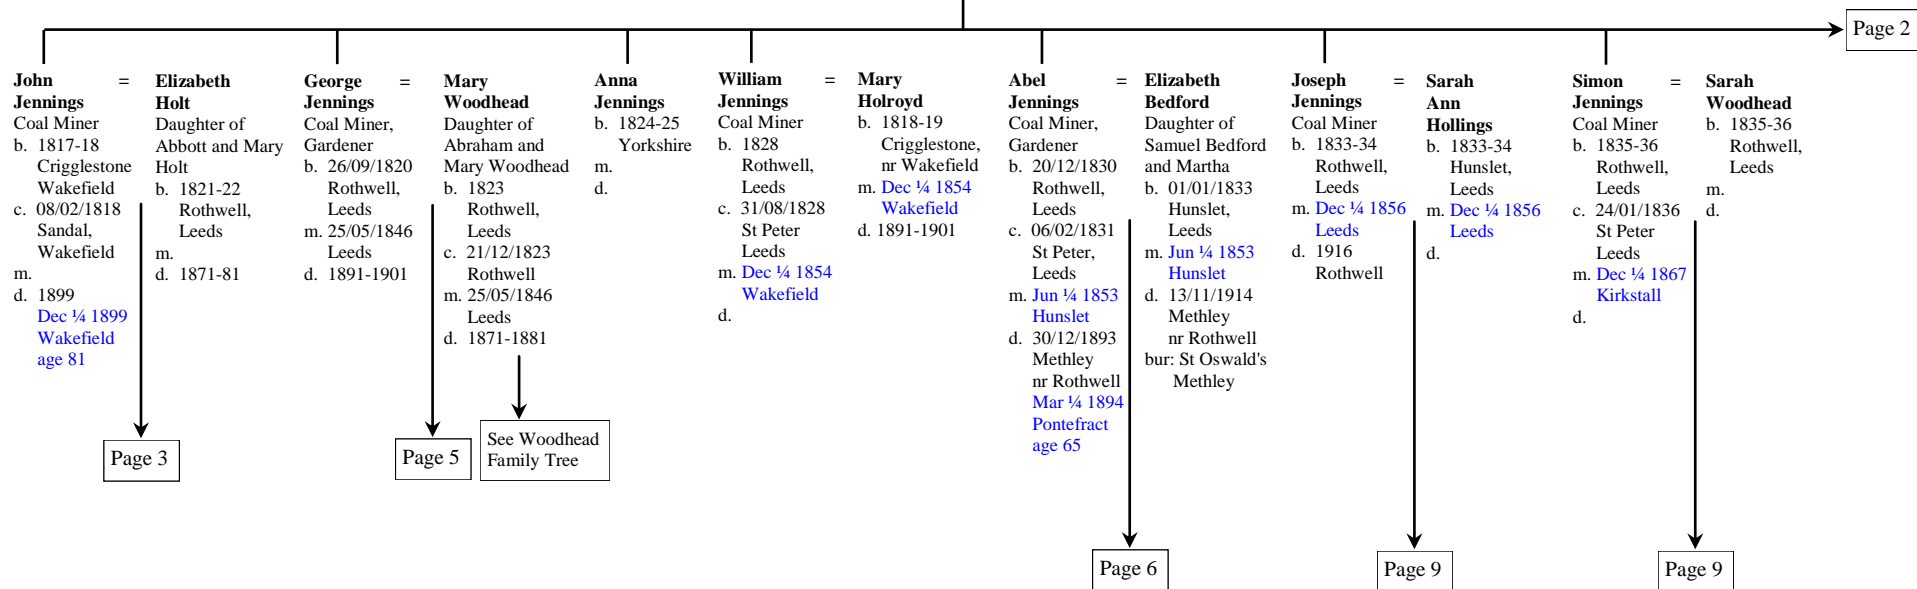 Page 2
John =
Jennings
Coal Miner
b. 1817-18
Crigglestone
Wakefield
c. 08/02/1818
Sandal,
Wakefield
m.
d. 1899
Dec ¼ 1899
Wakefield
age 81
Elizabeth
Holt
Daughter of
Abbott and Mary
Holt
b. 1821-22
Rothwell,
Leeds
m.
d. 1871-81
Page 3
George =
Jennings
Coal Miner,
Gardener
b. 26/09/1820
Rothwell,
Leeds
m. 25/05/1846
Leeds
d. 1891-1901
Mary
Woodhead
Daughter of
Abraham and
Mary Woodhead
b. 1823
Rothwell,
Leeds
c. 21/12/1823
Rothwell
m. 25/05/1846
Leeds
d. 1871-1881
Page 5
See Woodhead
Family Tree
Anna
Jennings
b. 1824-25
Yorkshire
m.
d.
William =
Jennings
Coal Miner
b. 1828
Rothwell,
Leeds
c. 31/08/1828
St Peter
Leeds
m. Dec ¼ 1854
Wakefield
d.
Mary
Holroyd
b. 1818-19
Crigglestone,
nr Wakefield
m. Dec ¼ 1854
Wakefield
d. 1891-1901
Abel =
Jennings
Coal Miner,
Gardener
b. 20/12/1830
Rothwell,
Leeds
c. 06/02/1831
St Peter,
Leeds
m. Jun ¼ 1853
Hunslet
d. 30/12/1893
Methley
nr Rothwell
Mar ¼ 1894
Pontefract
age 65
Elizabeth
Bedford
Daughter of
Samuel Bedford
and Martha
b. 01/01/1833
Hunslet,
Leeds
m. Jun ¼ 1853
Hunslet
d. 13/11/1914
Methley
nr Rothwell
bur: St Oswald's
Methley
Page 6
Joseph =
Jennings
Coal Miner
b. 1833-34
Rothwell,
Leeds
m. Dec ¼ 1856
Leeds
d. 1916
Rothwell
Sarah
Ann
Hollings
b. 1833-34
Hunslet,
Leeds
m. Dec ¼ 1856
Leeds
d.
Page 9
Simon =
Jennings
Coal Miner
b. 1835-36
Rothwell,
Leeds
c. 24/01/1836
St Peter
Leeds
m. Dec ¼ 1867
Kirkstall
d.
Sarah
Woodhead
b. 1835-36
Rothwell,
Leeds
m.
d.
Page 9